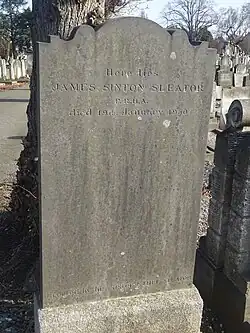 Here lies
JAMES SINTON SLEATOR
P.R.H.A.
died 19th January 1950